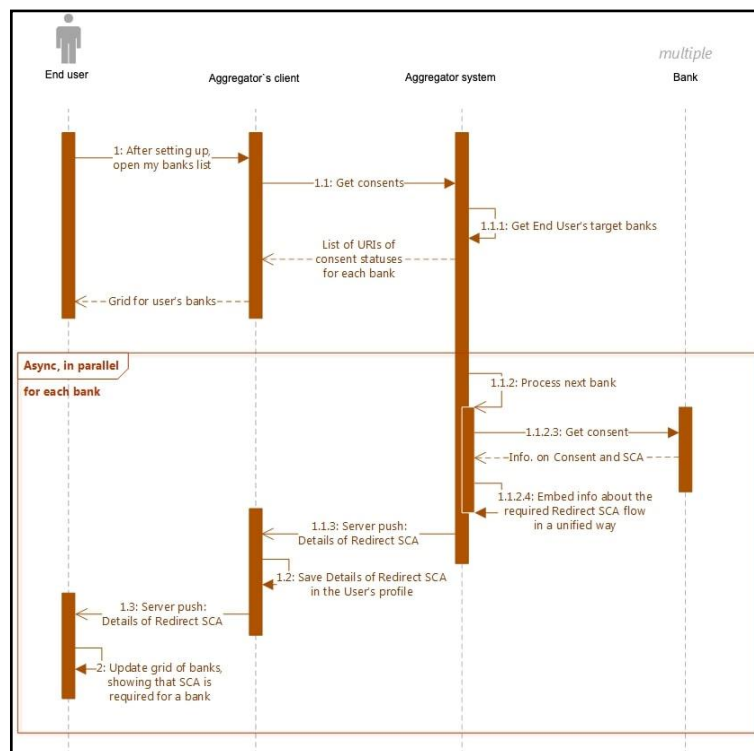 multiple
End user
Aggregator`s client
Aggregator system
Bank
1: After setting up,
open my banks list
1.1: Get consents
1.1.1: Get End User's target banks
List of URIs of
consent statuses
for each bank
Grid for user's banks
Async, in parallel
for each bank
1.1.2: Process next bank
1.1.2.3: Get consent
Info. on Consent and SCA
1.1.2.4: Embed info about the
required Redirect SCA flow
in a unified way
1.1.3: Server push:
Details of Redirect SCA
1.2: Save Details of Redirect SCA
in the User's profile
1.3: Server push:
Details of Redirect SCA
2: Update grid of banks,
showing that SCA is
required for a bank